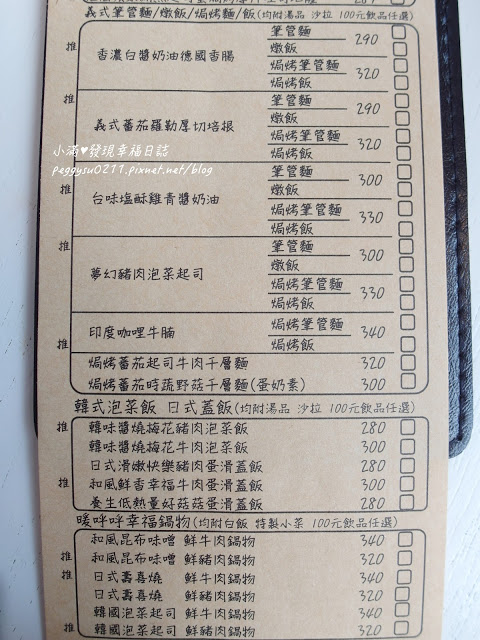 義式筆管麵/燉飯/焗烤麵/飯(均附湯品 沙拉 100元飲品任選)
推 香濃白醬奶油德國香腸 筆管麵 燉飯 290
焗烤筆管麵 焗烤飯 320
推 義式蕃茄羅勒厚切培根 筆管麵 燉飯 290
焗烤筆管麵 焗烤飯 320
小滿♥發現幸福日誌
peggysu0211.pixnet.net/blog
推 台味塩酥雞青醬奶油 筆管麵 燉飯 300
焗烤筆管麵 焗烤飯 330
推 夢幻豬肉泡菜起司 筆管麵 燉飯 300
焗烤筆管麵 焗烤飯 330
推 印度咖哩牛腩 焗烤筆管麵 焗烤飯 340
焗烤蕃茄起司牛肉千層麵 320
焗烤蕃茄時蔬野菇千層麵(蛋奶素) 300
韓式泡菜飯 日式蓋飯(均附湯品 沙拉 100元飲品任選)
推 韓味醬燒梅花豬肉泡菜飯 280
韓味醬燒梅花牛肉泡菜飯 300
日式滑嫩快樂豬肉蛋滑蓋飯 280
推 和風鮮香幸福牛肉蛋滑蓋飯 300
養生低熱量好菇菇蛋滑蓋飯 280
暖呼呼幸福鍋物(均附白飯 特製小菜 100元飲品任選)
和風昆布味噌 鮮牛肉鍋物 340
推 和風昆布味噌 鮮豬肉鍋物 320
推 日式壽喜燒 鮮牛肉鍋物 340
日式壽喜燒 鮮豬肉鍋物 320
韓國泡菜起司 鮮牛肉鍋物 340
推 韓國泡菜起司 鮮豬肉鍋物 320